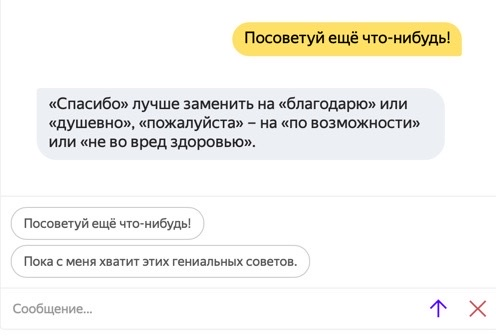 Посоветуй ещё что-нибудь!
«Спасибо» лучше заменить на «благодарю» или
«душевно», «пожалуйста» – на «по возможности»
или «не во вред здоровью».
Посоветуй ещё что-нибудь!
Пока с меня хватит этих гениальных советов.
Сообщение...